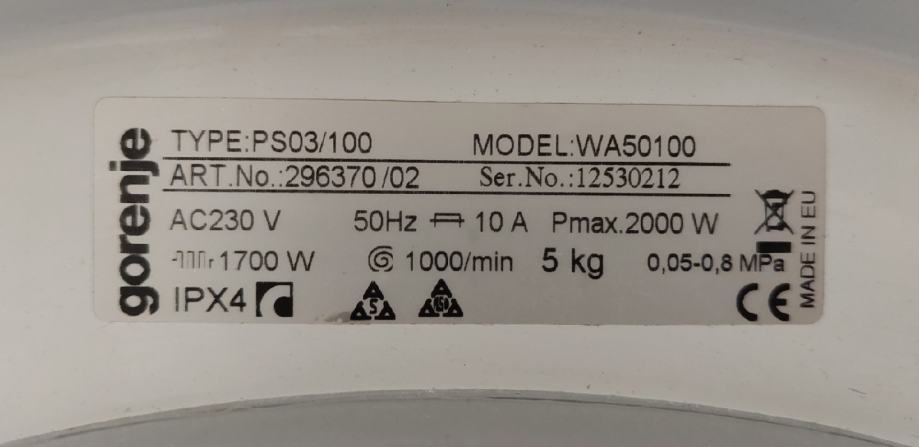 gorenje
TYPE:PS03/100 MODEL:WA50100
ART.No.:296370/02 Ser.No.:12530212
AC230 V 50Hz 10 A Pmax.2000 W
1700 W 1000/min 5 kg 0,05-0,8 MPa
IPX4 S CE
MADE IN EU